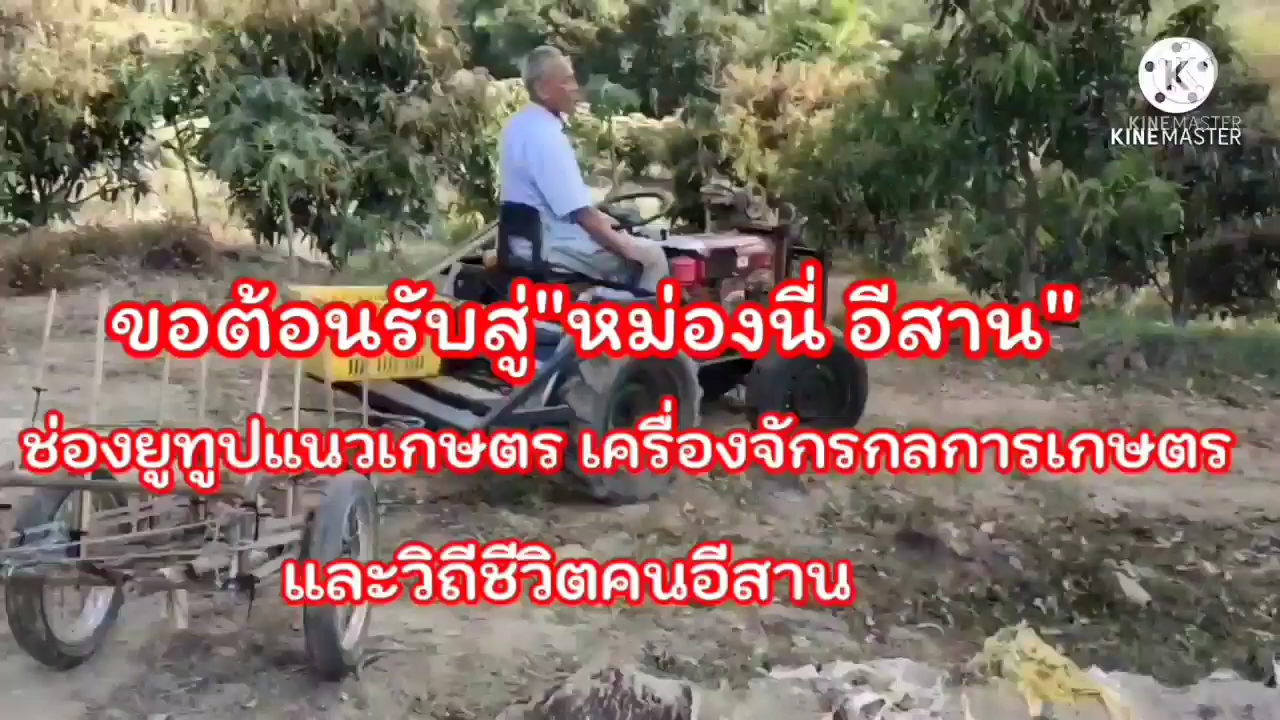 K
KINEMASTER
KINEMASTER
ขอต้อนรับสู่"หม่องนี่ อีสาน"
ช่องยูทูปแนวเกษตร เครื่องจักรกลการเกษตร
และวิถีชีวิตคนอีสาน